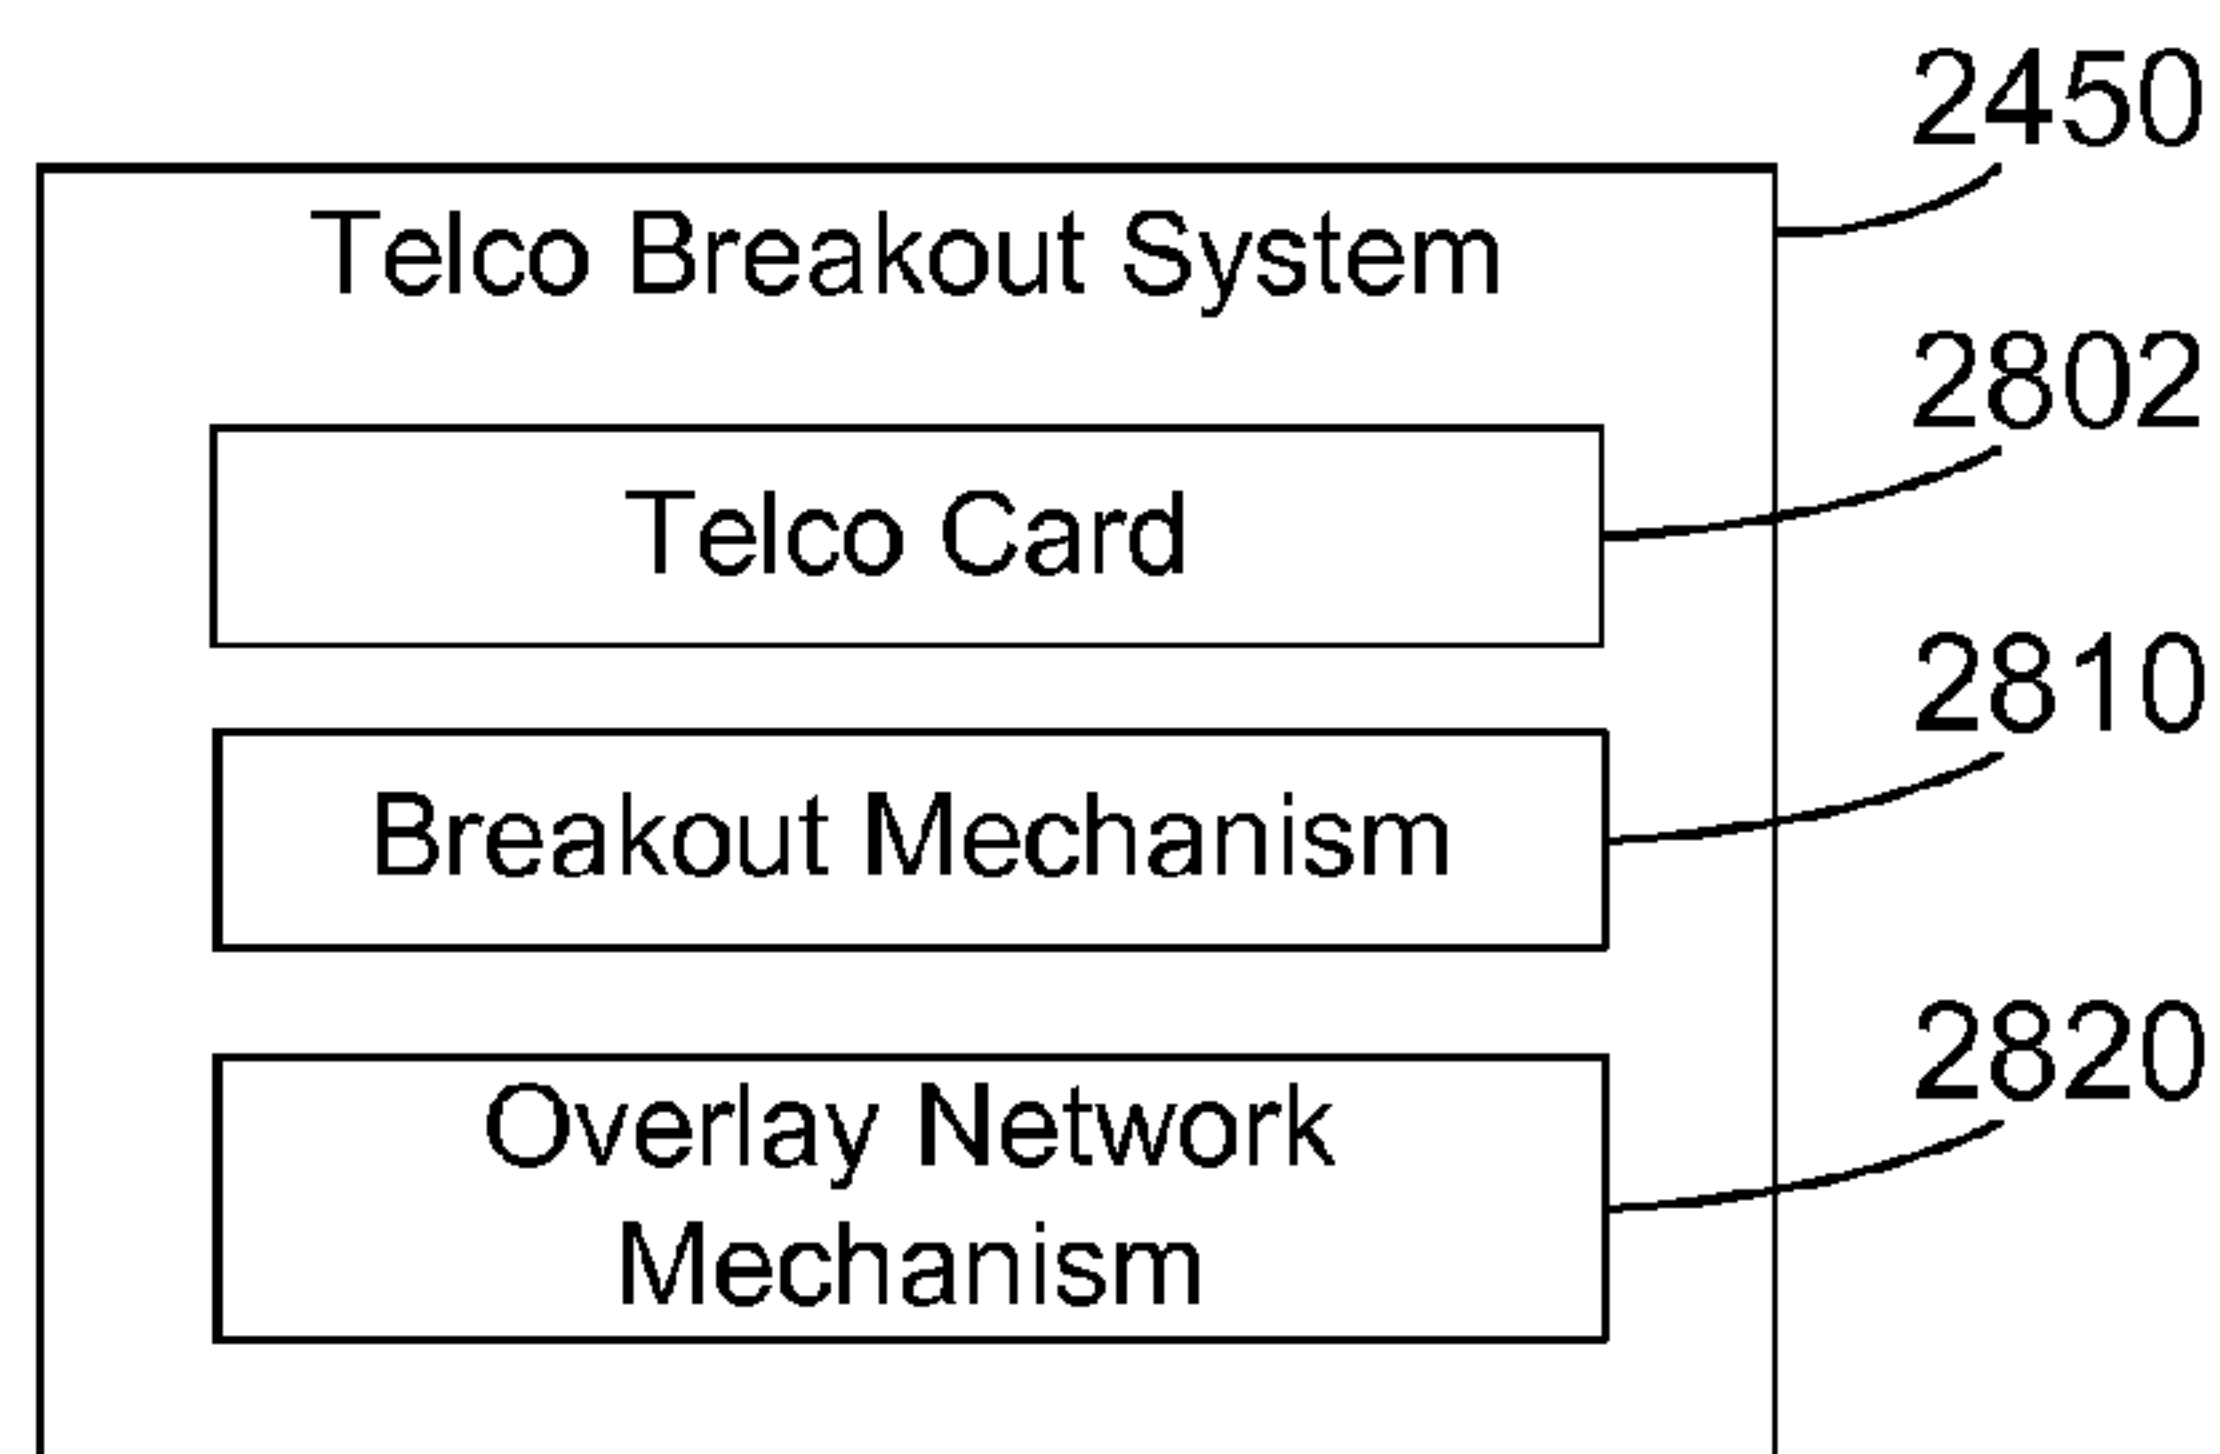 2450
Telco Breakout System
2802
Telco Card
2810
Breakout Mechanism
2820
Overlay Network
Mechanism